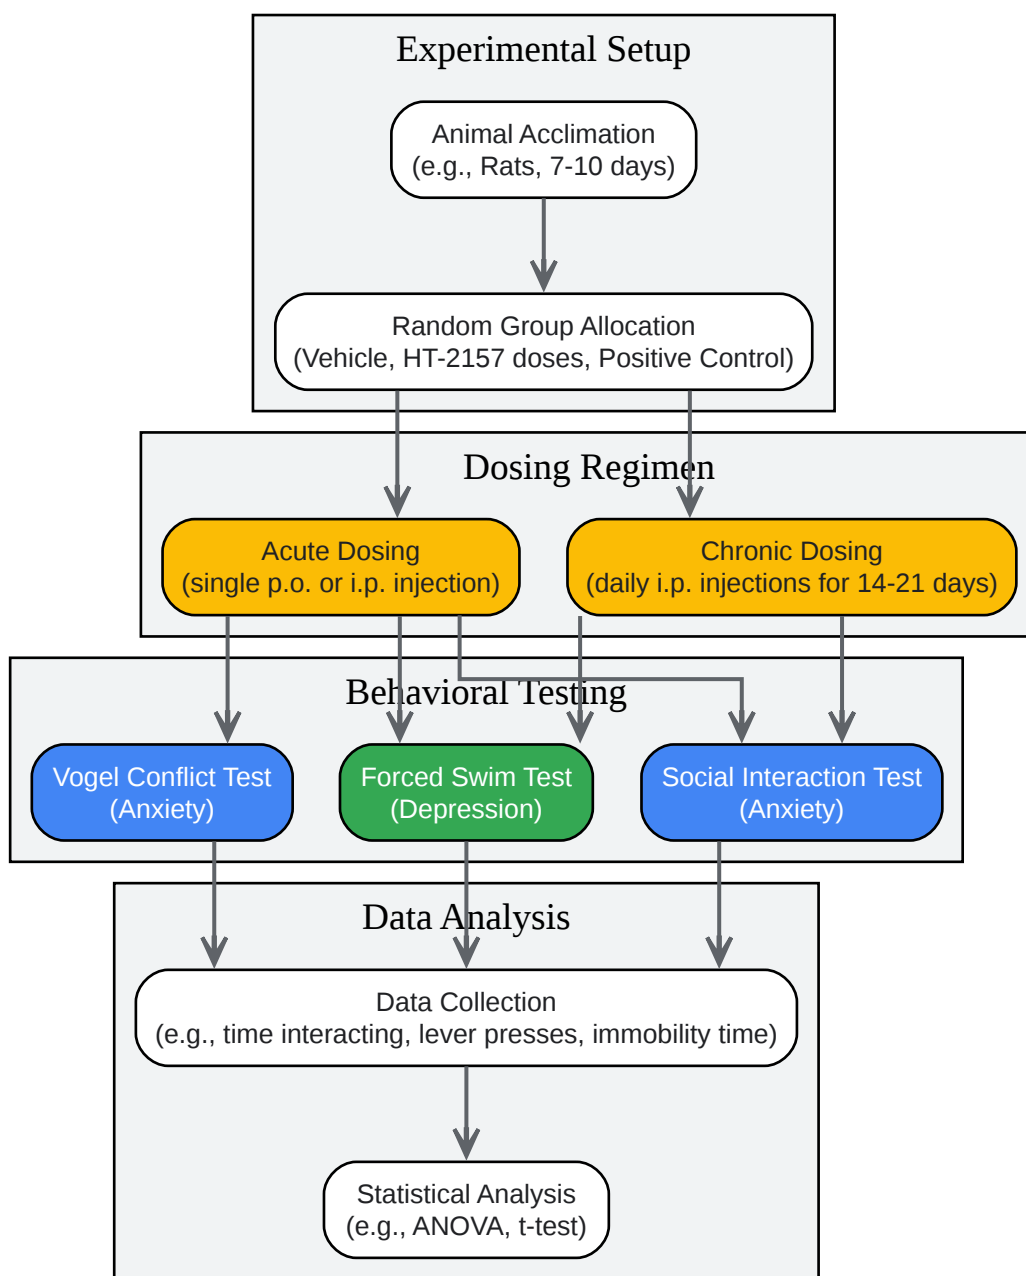 Experimental Setup
Animal Acclimation
(e.g., Rats, 7-10 days)
Random Group Allocation
(Vehicle, HT-2157 doses, Positive Control)
Dosing Regimen
Acute Dosing
(single p.o. or i.p. injection)
Chronic Dosing
(daily i.p. injections for 14-21 days)
Behavioral Testing
Vogel Conflict Test
(Anxiety)
Forced Swim Test
(Depression)
Social Interaction Test
(Anxiety)
Data Analysis
Data Collection
(e.g., time interacting, lever presses, immobility time)
Statistical Analysis
(e.g., ANOVA, t-test)